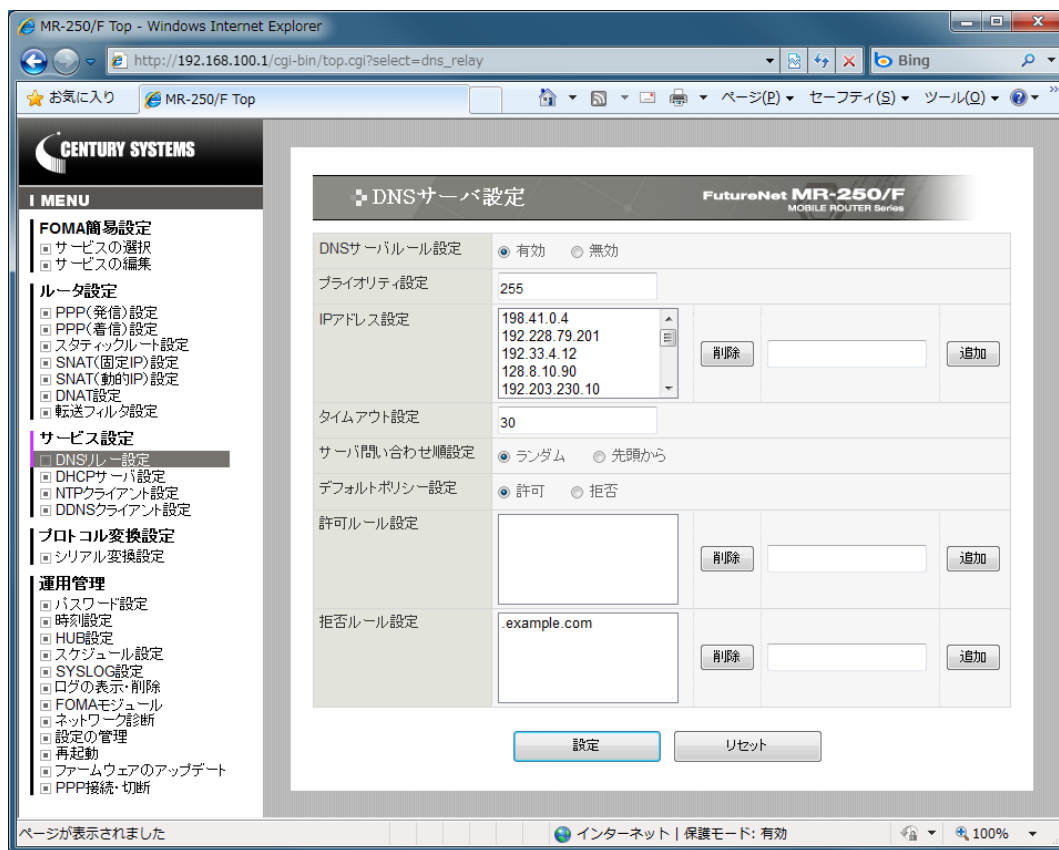 MR-250/F Top - Windows Internet Explorer
http://192.168.100.1/cgi-bin/top.cgi?select=dns_relay
Bing
お気に入り
MR-250/F Top
ページ(P)
セーフティ(S)
ツール(O)
CENTURY SYSTEMS
MENU
FOMA簡易設定
サービスの選択
サービスの編集
ルータ設定
PPP(発信)設定
PPP(着信)設定
スタティックルート設定
SNAT(固定IP)設定
SNAT(動的IP)設定
DNAT設定
転送フィルタ設定
サービス設定
DNSリレー設定
DHCPサーバ設定
NTPクライアント設定
DDNSクライアント設定
プロトコル変換設定
シリアル変換設定
運用管理
パスワード設定
時刻設定
HUB設定
スケジュール設定
SYSLOG設定
ログの表示・削除
FOMAモジュール
ネットワーク診断
設定の管理
再起動
ファームウェアのアップデート
PPP接続・切断
DNSサーバ設定
FutureNet MR-250/F
MOBILE ROUTER Series
DNSサーバルール設定 有効 無効
プライオリティ設定 255
IPアドレス設定
198.41.0.4
192.228.79.201
192.33.4.12
128.8.10.90
192.203.230.10
削除 追加
タイムアウト設定 30
サーバ問い合わせ順設定 ランダム 先頭から
デフォルトポリシー設定 許可 拒否
許可ルール設定 削除 追加
拒否ルール設定 .example.com 削除 追加
設定 リセット
ページが表示されました インターネット | 保護モード: 有効 100%